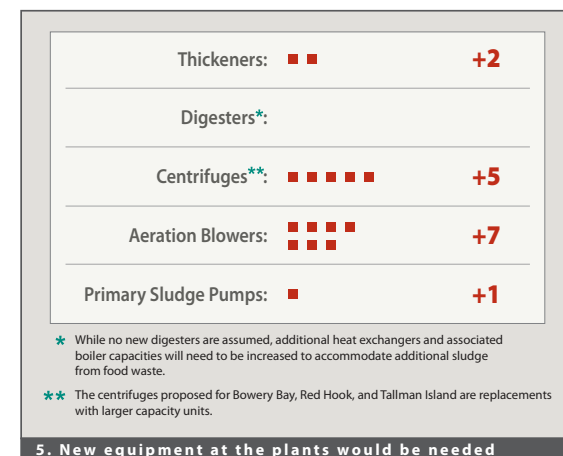 Thickeners: +2
Digesters*:
Centrifuges**: +5
Aeration Blowers: +7
Primary Sludge Pumps: +1
* While no new digesters are assumed, additional heat exchangers and associated
boiler capacities will need to be increased to accommodate additional sludge
from food waste.
** The centrifuges proposed for Bowery Bay, Red Hook, and Tallman Island are replacements
with larger capacity units.
5. New equipment at the plants would be needed